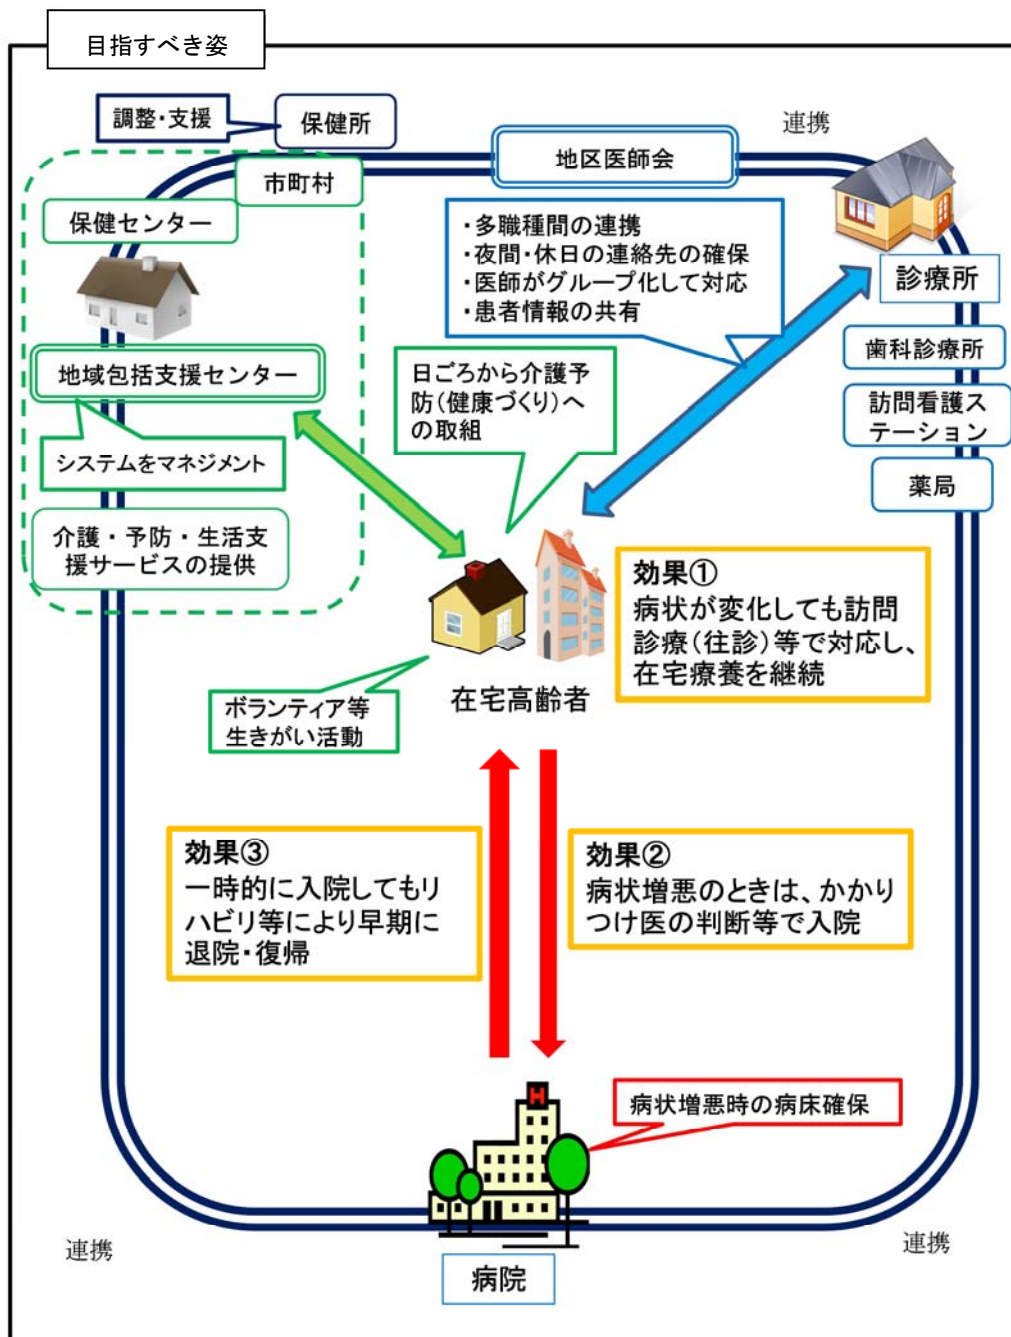 目指すべき姿
調整・支援
保健所
連携
地区医師会
市町村
保健センター
・多職種間の連携
・夜間・休日の連絡先の確保
・医師がグループ化して対応
・患者情報の共有
診療所
歯科診療所
訪問看護ス
テーション
薬局
地域包括支援センター
日ごろから介護予
防(健康づくり)へ
の取組
システムをマネジメント
介護・予防・生活支
援サービスの提供
効果①
病状が変化しても訪問
診療(往診)等で対応し、
在宅療養を継続
在宅高齢者
ボランティア等
生きがい活動
効果③
一時的に入院してもリ
ハビリ等により早期に
退院・復帰
効果②
病状増悪のときは、かかり
つけ医の判断等で入院
H
病状増悪時の病床確保
連携
連携
病院